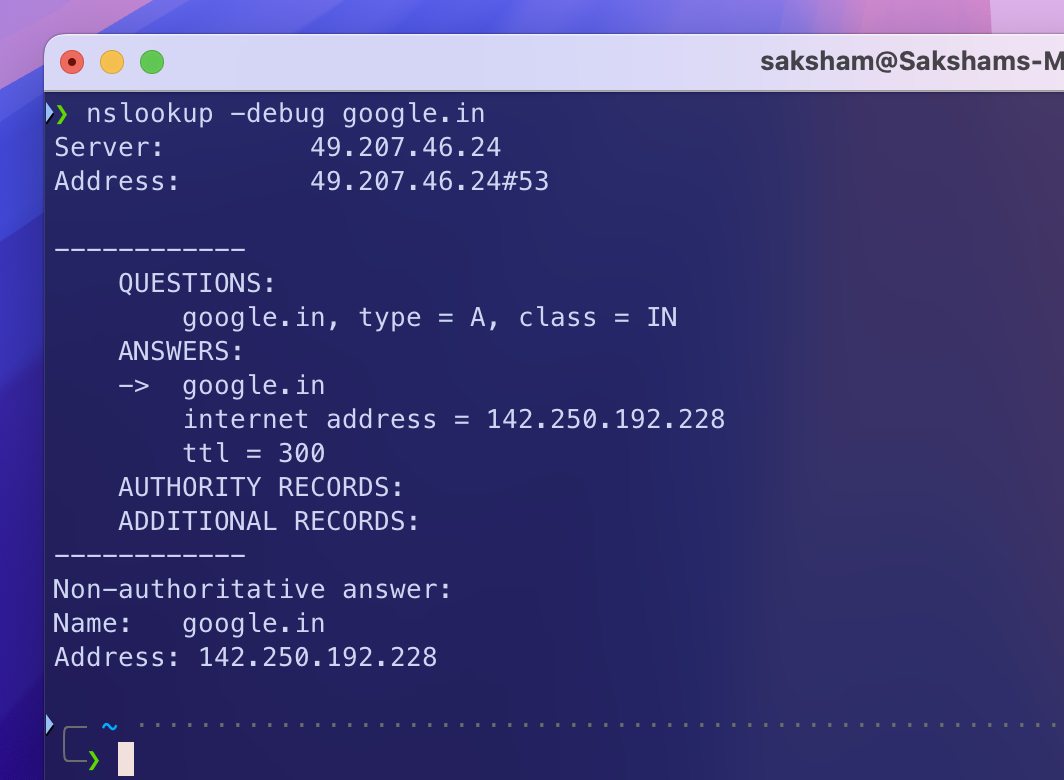 saksham@Sakshams-M
❯ nslookup -debug google.in
Server:         49.207.46.24
Address:        49.207.46.24#53
------------
    QUESTIONS:
        google.in, type = A, class = IN
    ANSWERS:
    ->  google.in
        internet address = 142.250.192.228
        ttl = 300
    AUTHORITY RECORDS:
    ADDITIONAL RECORDS:
------------
Non-authoritative answer:
Name:   google.in
Address: 142.250.192.228
~
❯